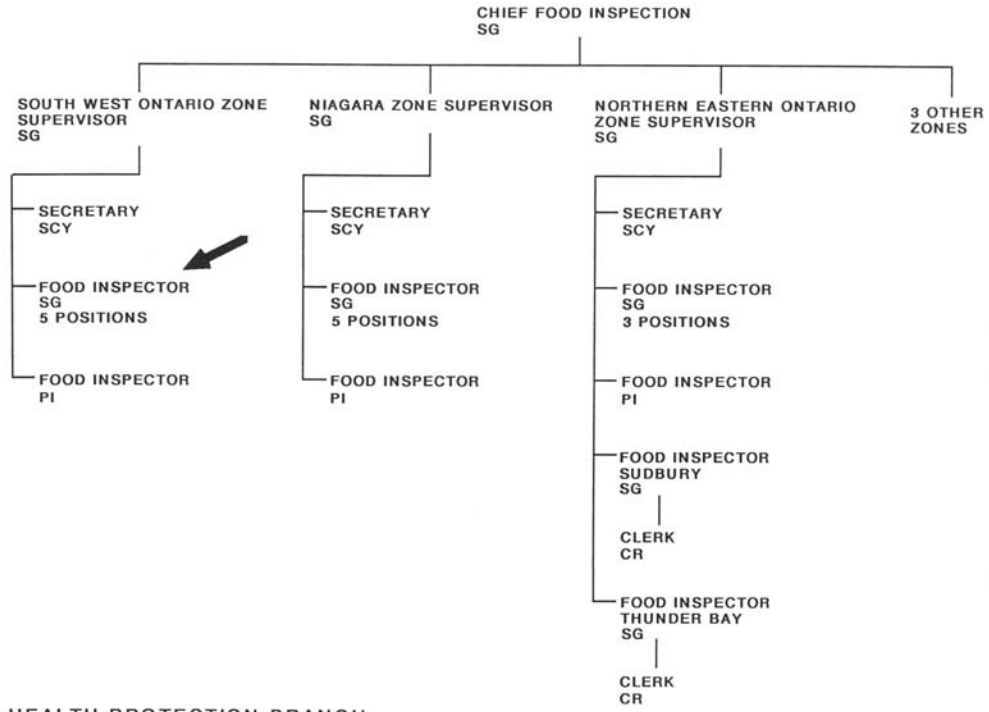 CHIEF FOOD INSPECTION
SG
SOUTH WEST ONTARIO ZONE
SUPERVISOR
SG
SECRETARY
SCY
FOOD INSPECTOR
SG
5 POSITIONS
FOOD INSPECTOR
PI
NIAGARA ZONE SUPERVISOR
SG
SECRETARY
SCY
FOOD INSPECTOR
SG
5 POSITIONS
FOOD INSPECTOR
PI
NORTHERN EASTERN ONTARIO
ZONE SUPERVISOR
SG
SECRETARY
SCY
FOOD INSPECTOR
SG
3 POSITIONS
FOOD INSPECTOR
PI
FOOD INSPECTOR
SUDBURY
SG
CLERK
CR
FOOD INSPECTOR
THUNDER BAY
SG
CLERK
CR
3 OTHER
ZONES
HEALTH PROTECTION BRANCH